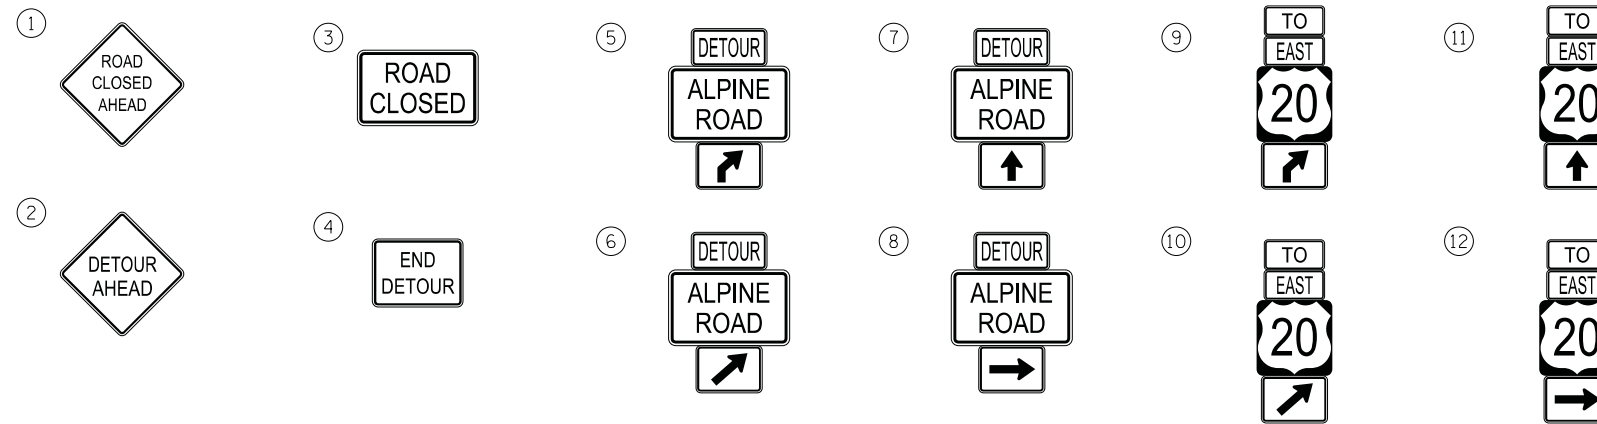 1
ROAD
CLOSED
AHEAD
2
DETOUR
AHEAD
3
ROAD
CLOSED
4
END
DETOUR
5
DETOUR
ALPINE
ROAD
6
DETOUR
ALPINE
ROAD
7
DETOUR
ALPINE
ROAD
8
DETOUR
ALPINE
ROAD
9
TO
EAST
20
10
TO
EAST
20
11
TO
EAST
20
12
TO
EAST
20